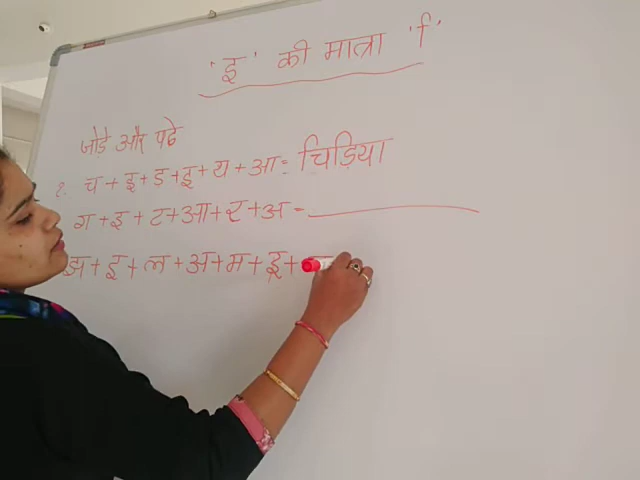 'इ' की मात्रा 'ि'
जोड़े और पढे
1. च + इ + ड़ + इ + य + आ = चिड़िया
ग + इ + ट + आ + र + अ =
झ + इ + ल + अ + म + इ +